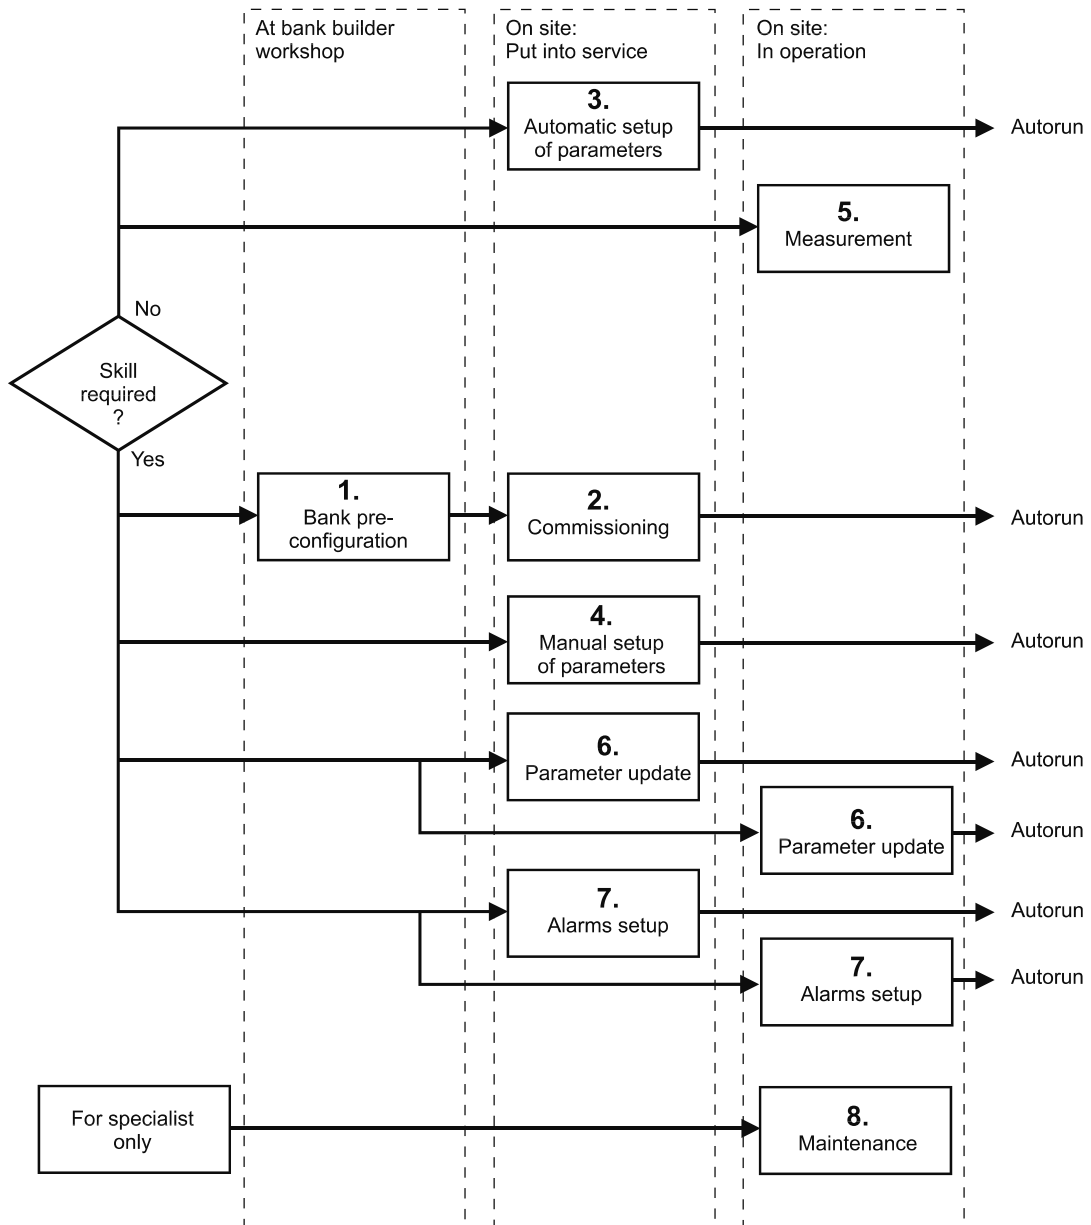 At bank builder
workshop
On site:
Put into service
On site:
In operation
3.
Automatic setup
of parameters
Autorun
5.
Measurement
No
Skill
required
?
Yes
1.
Bank pre-
configuration
2.
Commissioning
Autorun
4.
Manual setup
of parameters
Autorun
6.
Parameter update
Autorun
6.
Parameter update
Autorun
7.
Alarms setup
Autorun
7.
Alarms setup
Autorun
For specialist
only
8.
Maintenance